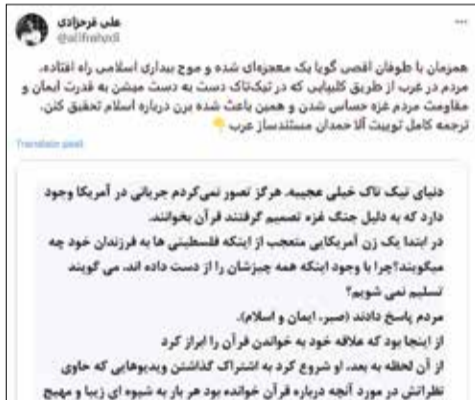 علی فرحزادی
همزمان با طوفان اقصی گویا یک معجزه‌ای شده و موج بیداری اسلامی راه افتاده،
مردم در غرب از طریق کلیپایی که در تیک‌تاک دست به دست میشن به قدرت ایمان و
مقاومت مردم غزه حساس شدن و همین باعث شده برن درباره اسلام تحقیق کنن.
ترجمه کامل توییت آلا حمدان مستندساز عرب 👇
Translate post
دنیای تیک تاک خیلی عجیبه. هرگز تصور نمی‌کردم جریانی در آمریکا وجود
دارد که به دلیل جنگ غزه تصمیم گرفتند قرآن بخوانند.
در ابتدا یک زن آمریکایی متعجب از اینکه فلسطینی ها به فرزندان خود چه
میگویند؟چرا با وجود اینکه همه چیزشان را از دست داده اند، می گویند
تسلیم نمی شویم؟
مردم پاسخ دادند (صبر، ایمان و اسلام).
از اینجا بود که علاقه خود به خواندن قرآن را ابراز کرد
از آن لحظه به بعد، او شروع کرد به اشتراک گذاشتن ویدیوهایی که حاوی
نظراتش در مورد آنچه درباره قرآن خوانده بود هر بار به شیوه ای زیبا و مهیج